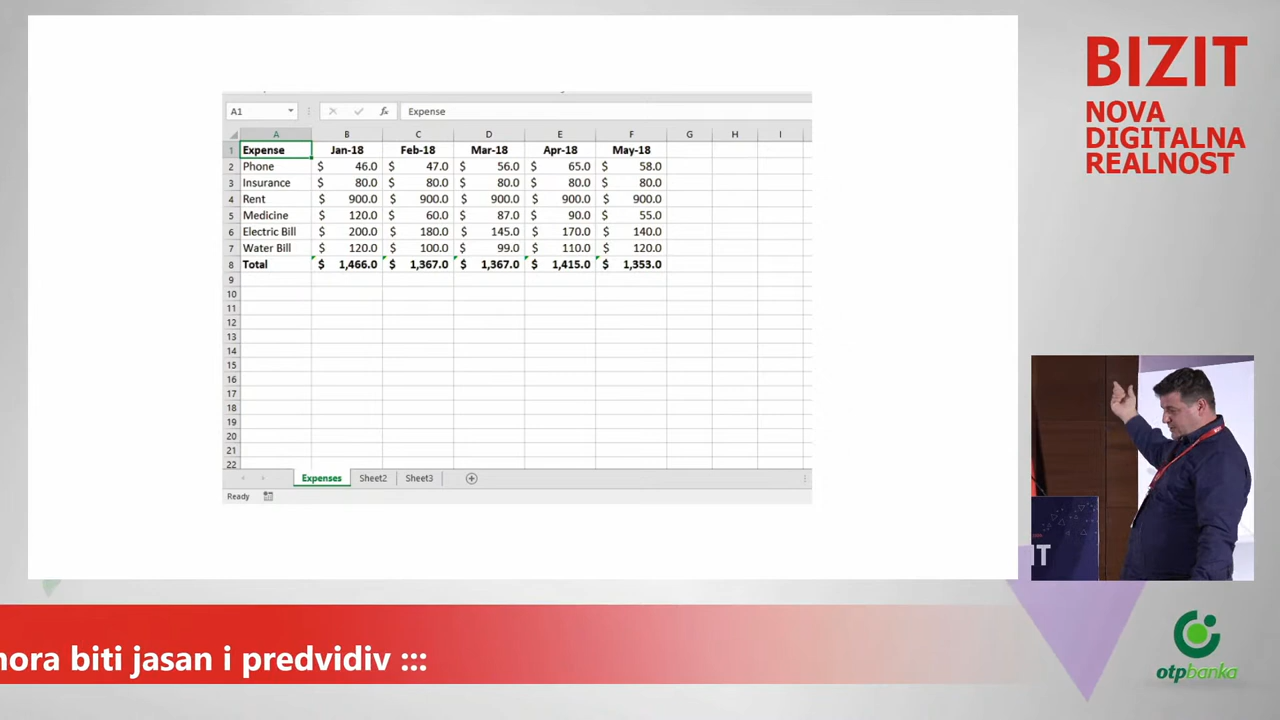 BIZIT
NOVA
DIGITALNA
REALNOST
A1 fx Expense
A B C D E F G H I
1 Expense Jan-18 Feb-18 Mar-18 Apr-18 May-18
2 Phone $ 46.0 $ 47.0 $ 56.0 $ 65.0 $ 58.0
3 Insurance $ 80.0 $ 80.0 $ 80.0 $ 80.0 $ 80.0
4 Rent $ 900.0 $ 900.0 $ 900.0 $ 900.0 $ 900.0
5 Medicine $ 120.0 $ 60.0 $ 87.0 $ 90.0 $ 55.0
6 Electric Bill $ 200.0 $ 180.0 $ 145.0 $ 170.0 $ 140.0
7 Water Bill $ 120.0 $ 100.0 $ 99.0 $ 110.0 $ 120.0
8 Total $ 1,466.0 $ 1,367.0 $ 1,367.0 $ 1,415.0 $ 1,353.0
9
10
11
12
13
14
15
16
17
18
19
20
21
22
Expenses Sheet2 Sheet3
Ready
IT
mora biti jasan i predvidiv :::
otpbanka